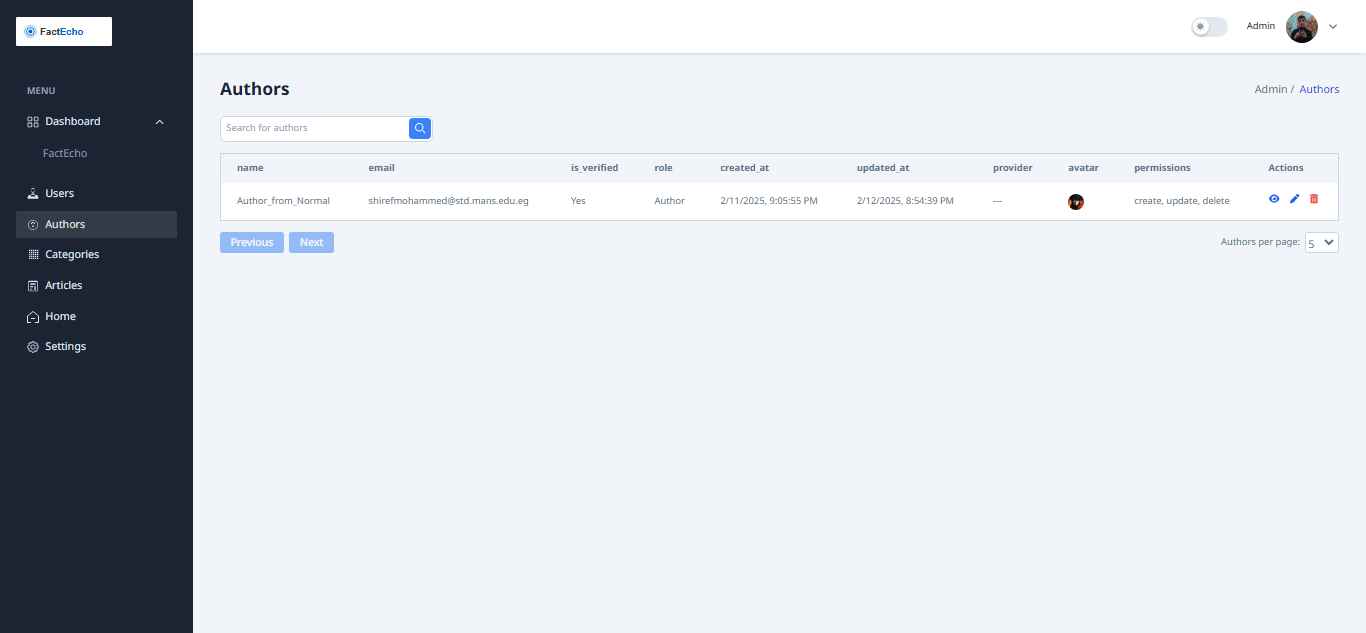 FactEcho
Admin
MENU
Dashboard
FactEcho
Users
Authors
Categories
Articles
Home
Settings
Authors
Admin / Authors
Search for authors
name email is_verified role created_at updated_at provider avatar permissions Actions
Author_from_Normal shirefmohammed@std.mans.edu.eg Yes Author 2/11/2025, 9:05:55 PM 2/12/2025, 8:54:39 PM --- create, update, delete
Previous Next Authors per page: 5